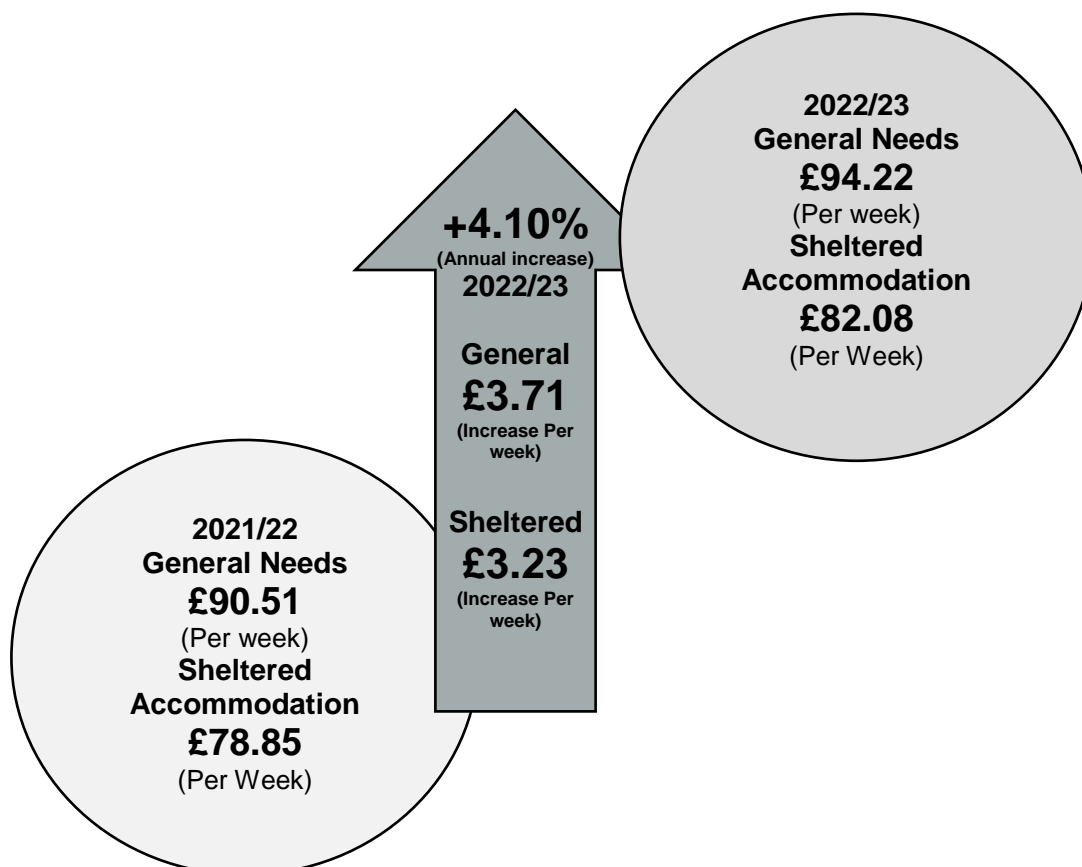 2022/23
General Needs
£94.22
(Per week)
Sheltered
Accommodation
£82.08
(Per Week)
+4.10%
(Annual increase)
2022/23
General
£3.71
(Increase Per
week)
Sheltered
£3.23
(Increase Per
week)
2021/22
General Needs
£90.51
(Per week)
Sheltered
Accommodation
£78.85
(Per Week)